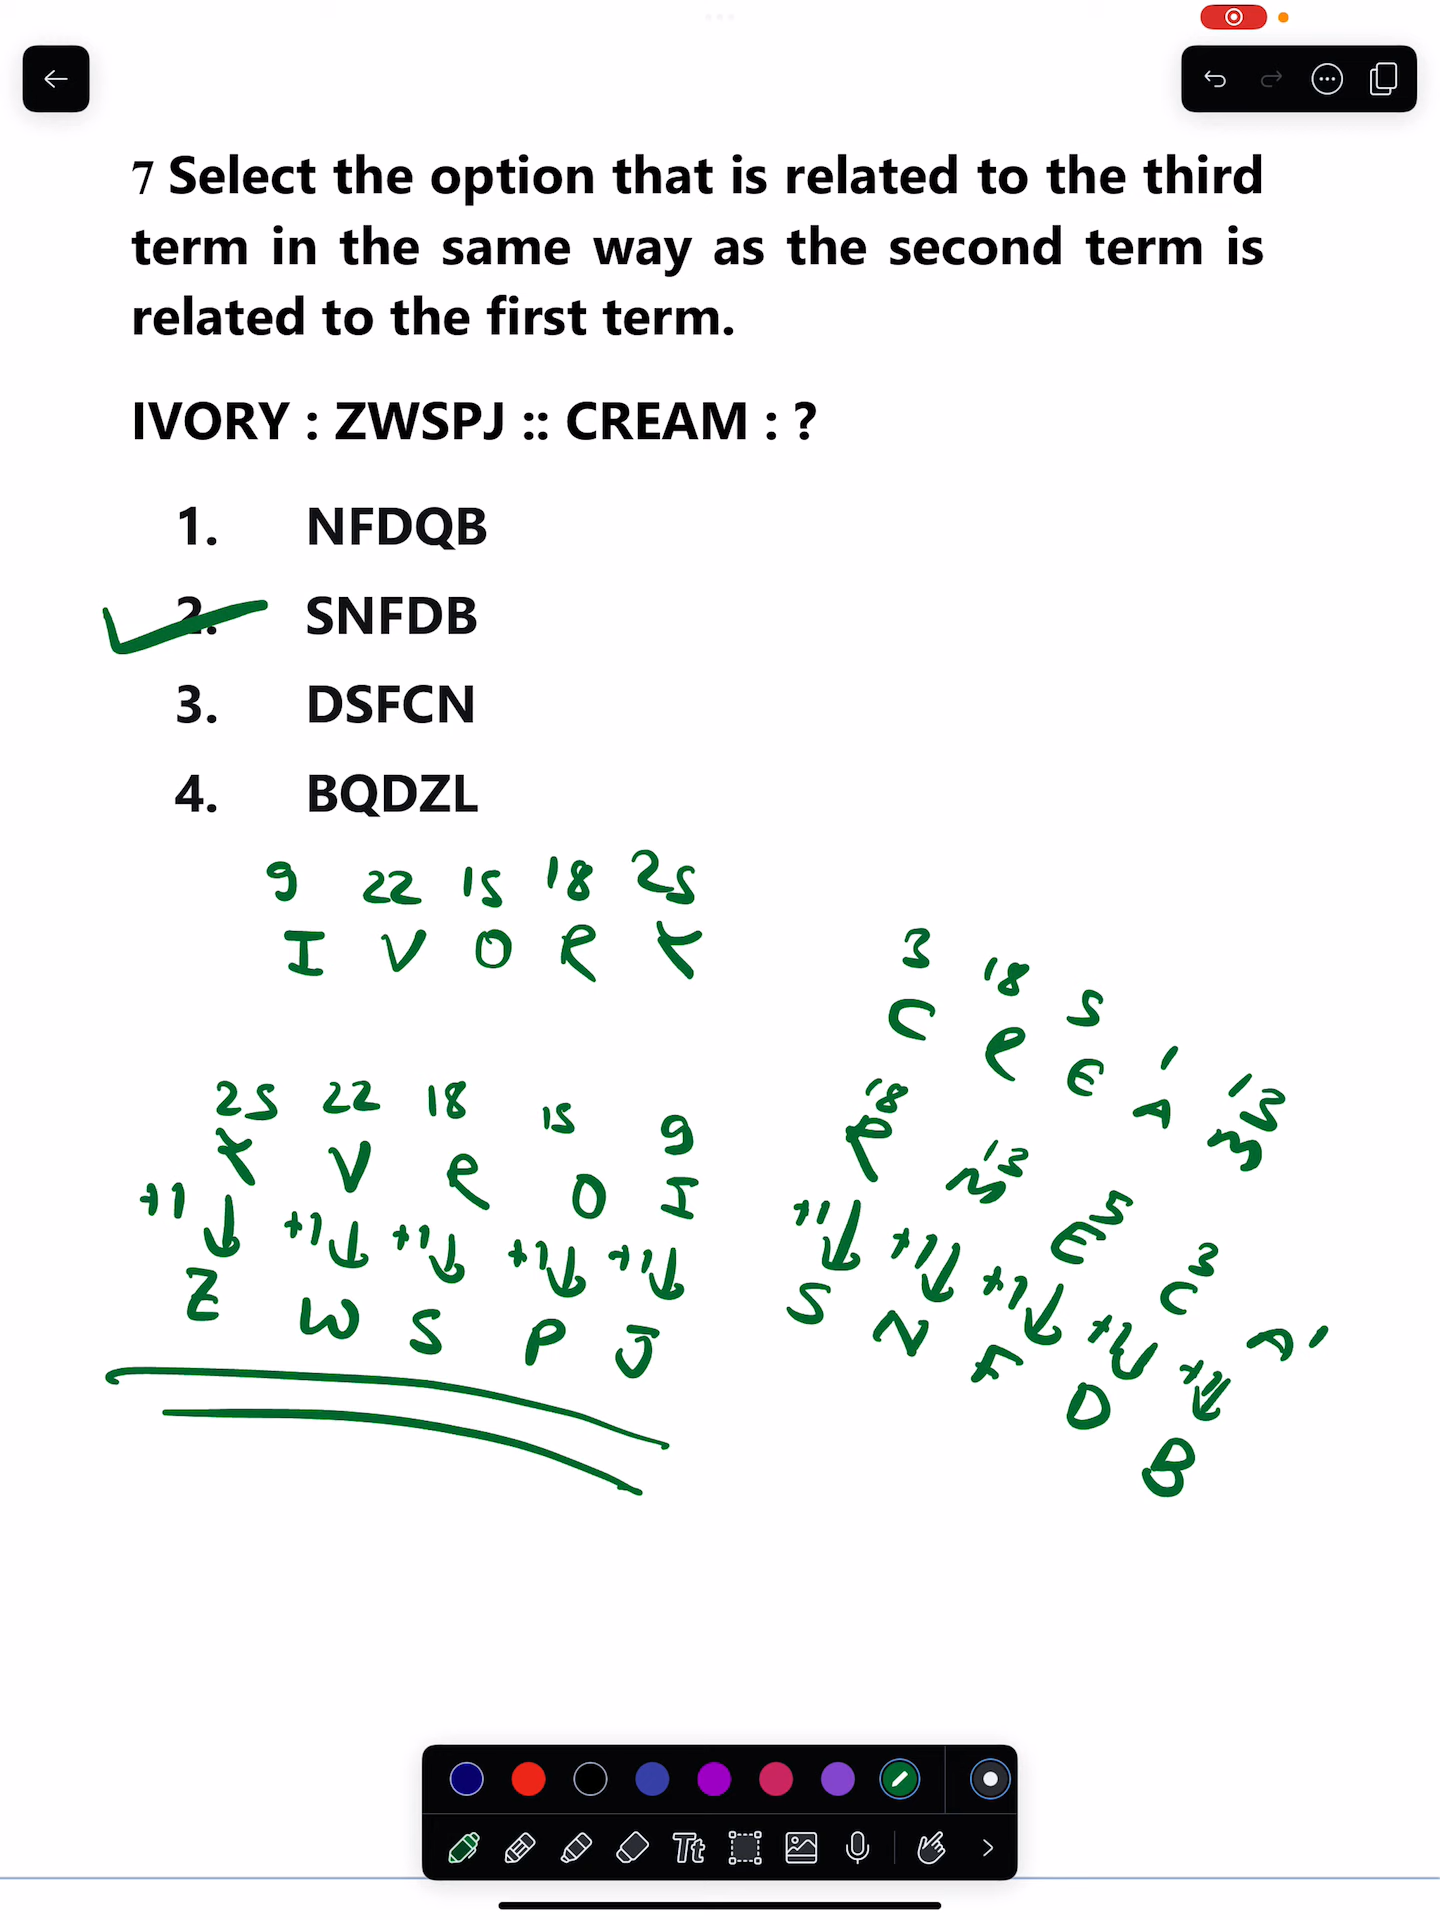 7 Select the option that is related to the third
term in the same way as the second term is
related to the first term.
IVORY : ZWSPJ :: CREAM : ?
1. NFDQB
2. SNFDB
3. DSFCN
4. BQDZL
9 22 15 18 25
I V O R Y
3 18 5 1 13
C R E A M
25 22 18 15 9
Y V R O I
+1 +1 +1 +1 +1
Z W S P J
18 13 5 3 1
R M E C A
+1 +1 +1 +1 +1
S N F D B
Tt